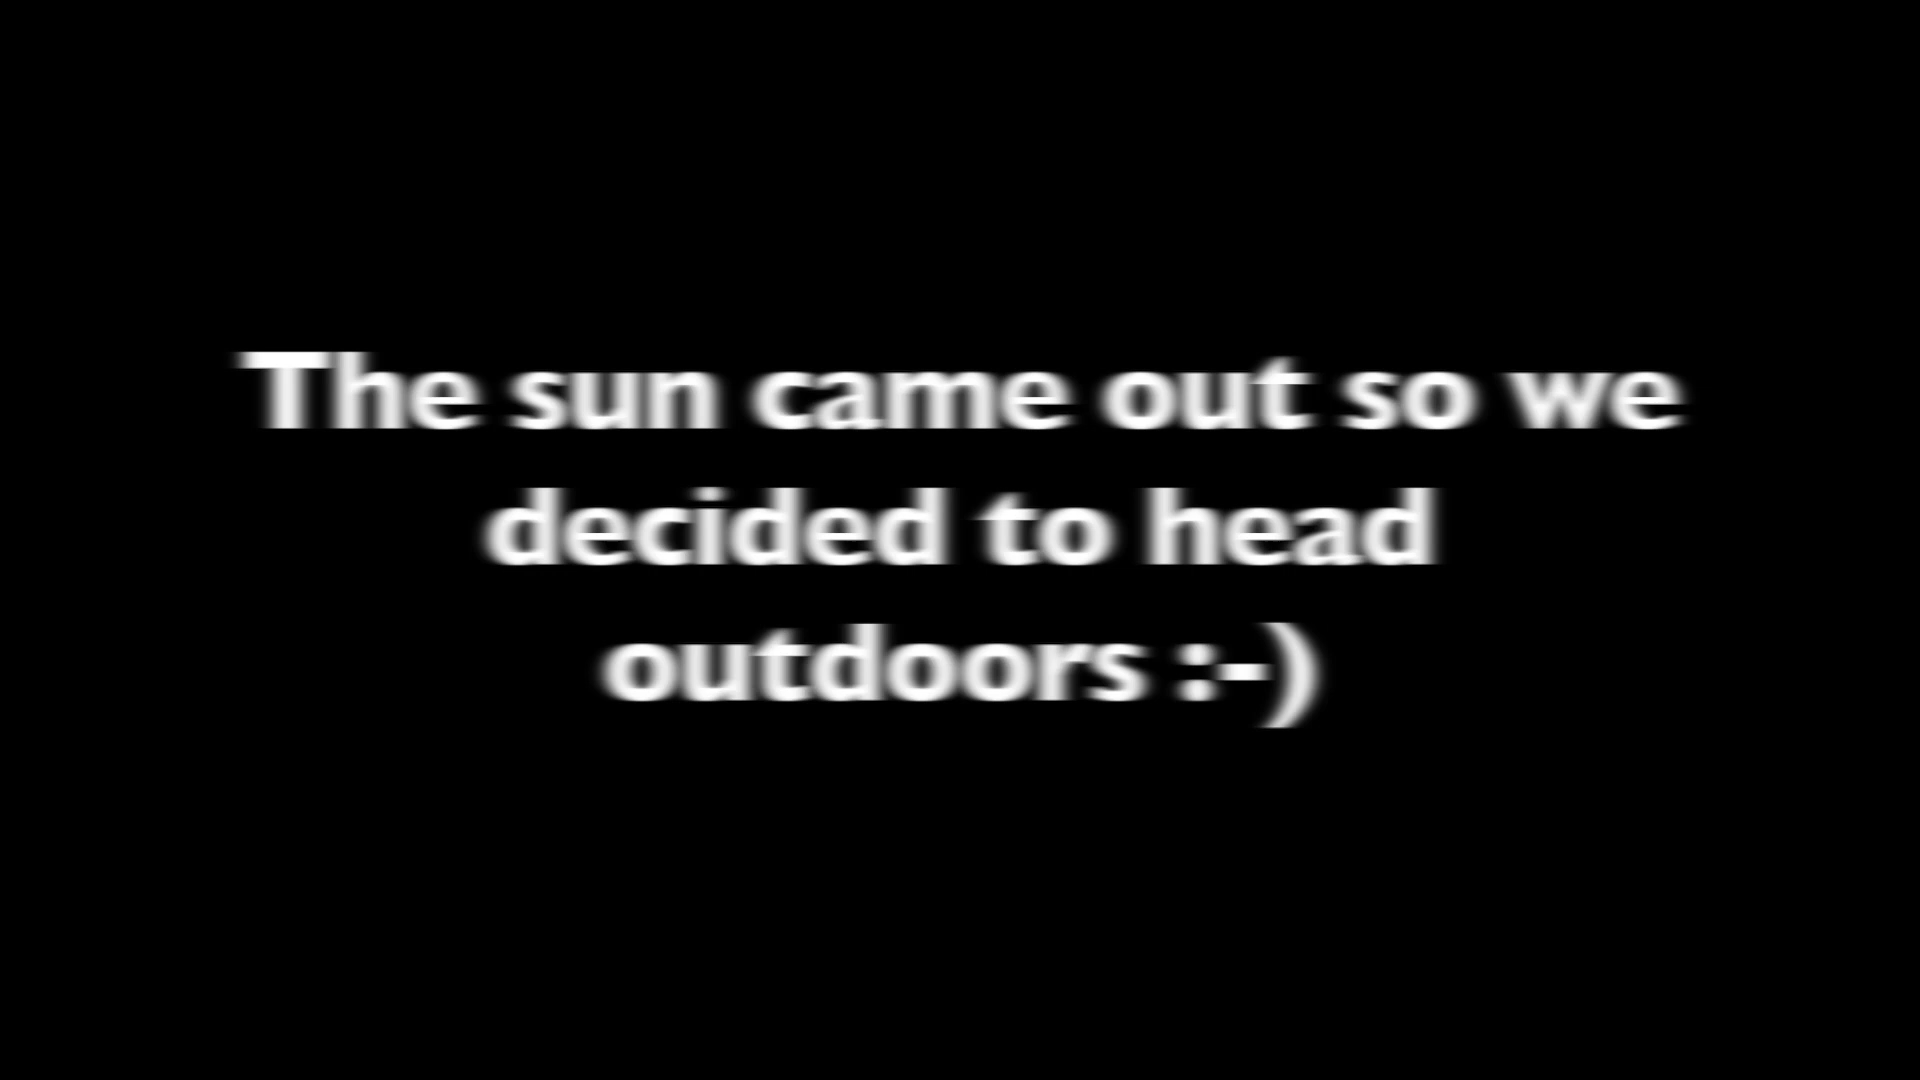 The sun came out so we
decided to head
outdoors :-)